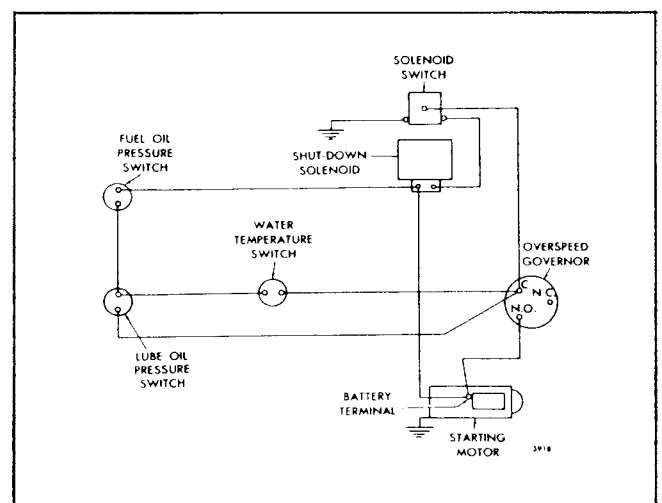 SOLENOID
SWITCH
FUEL OIL
PRESSURE
SWITCH
SHUT-DOWN
SOLENOID
WATER
TEMPERATURE
SWITCH
OVERSPEED
GOVERNOR
C
N C.
N.O.
LUBE OIL
PRESSURE
SWITCH
BATTERY
TERMINAL
STARTING
MOTOR
3918